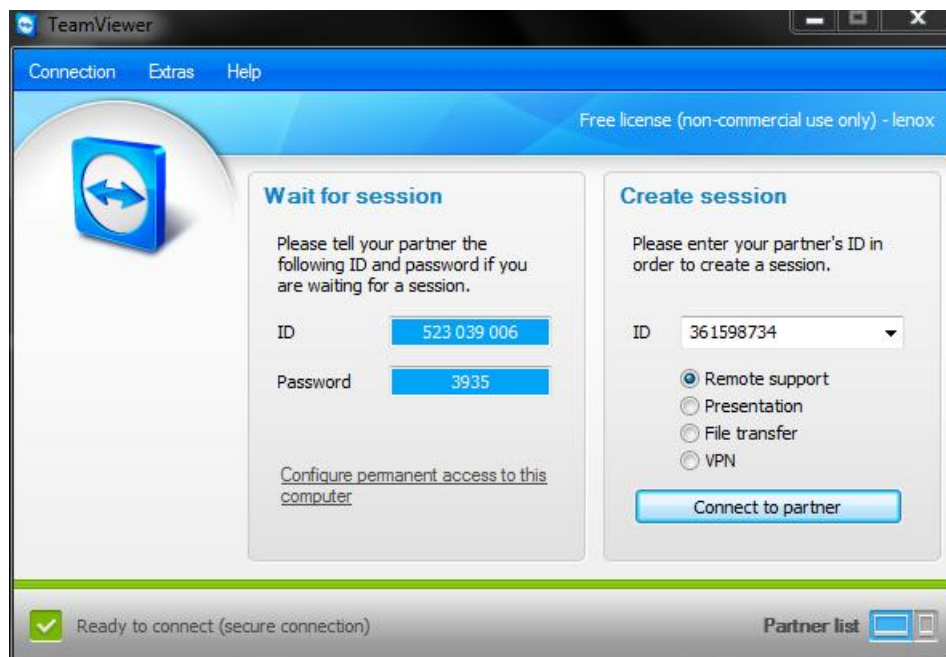 TeamViewer
Connection Extras Help
Free license (non-commercial use only) - lenox
Wait for session
Please tell your partner the
following ID and password if you
are waiting for a session.
ID 523 039 006
Password 3935
Configure permanent access to this
computer
Create session
Please enter your partner's ID in
order to create a session.
ID 361598734
Remote support
Presentation
File transfer
VPN
Connect to partner
Ready to connect (secure connection)
Partner list